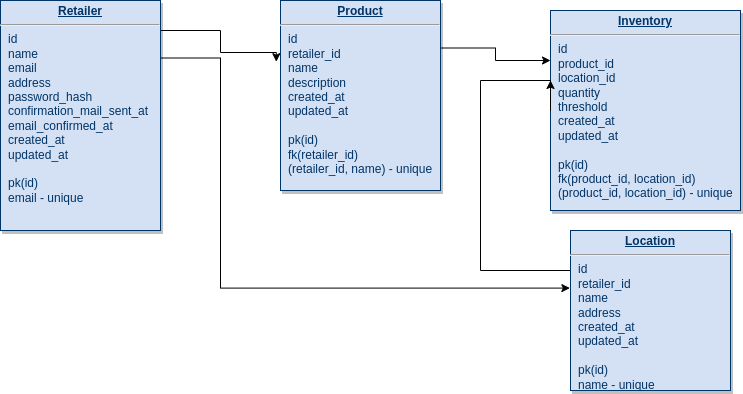 Retailer
id
name
email
address
password_hash
confirmation_mail_sent_at
email_confirmed_at
created_at
updated_at
pk(id)
email - unique
Product
id
retailer_id
name
description
created_at
updated_at
pk(id)
fk(retailer_id)
(retailer_id, name) - unique
Inventory
id
product_id
location_id
quantity
threshold
created_at
updated_at
pk(id)
fk(product_id, location_id)
(product_id, location_id) - unique
Location
id
retailer_id
name
address
created_at
updated_at
pk(id)
name - unique